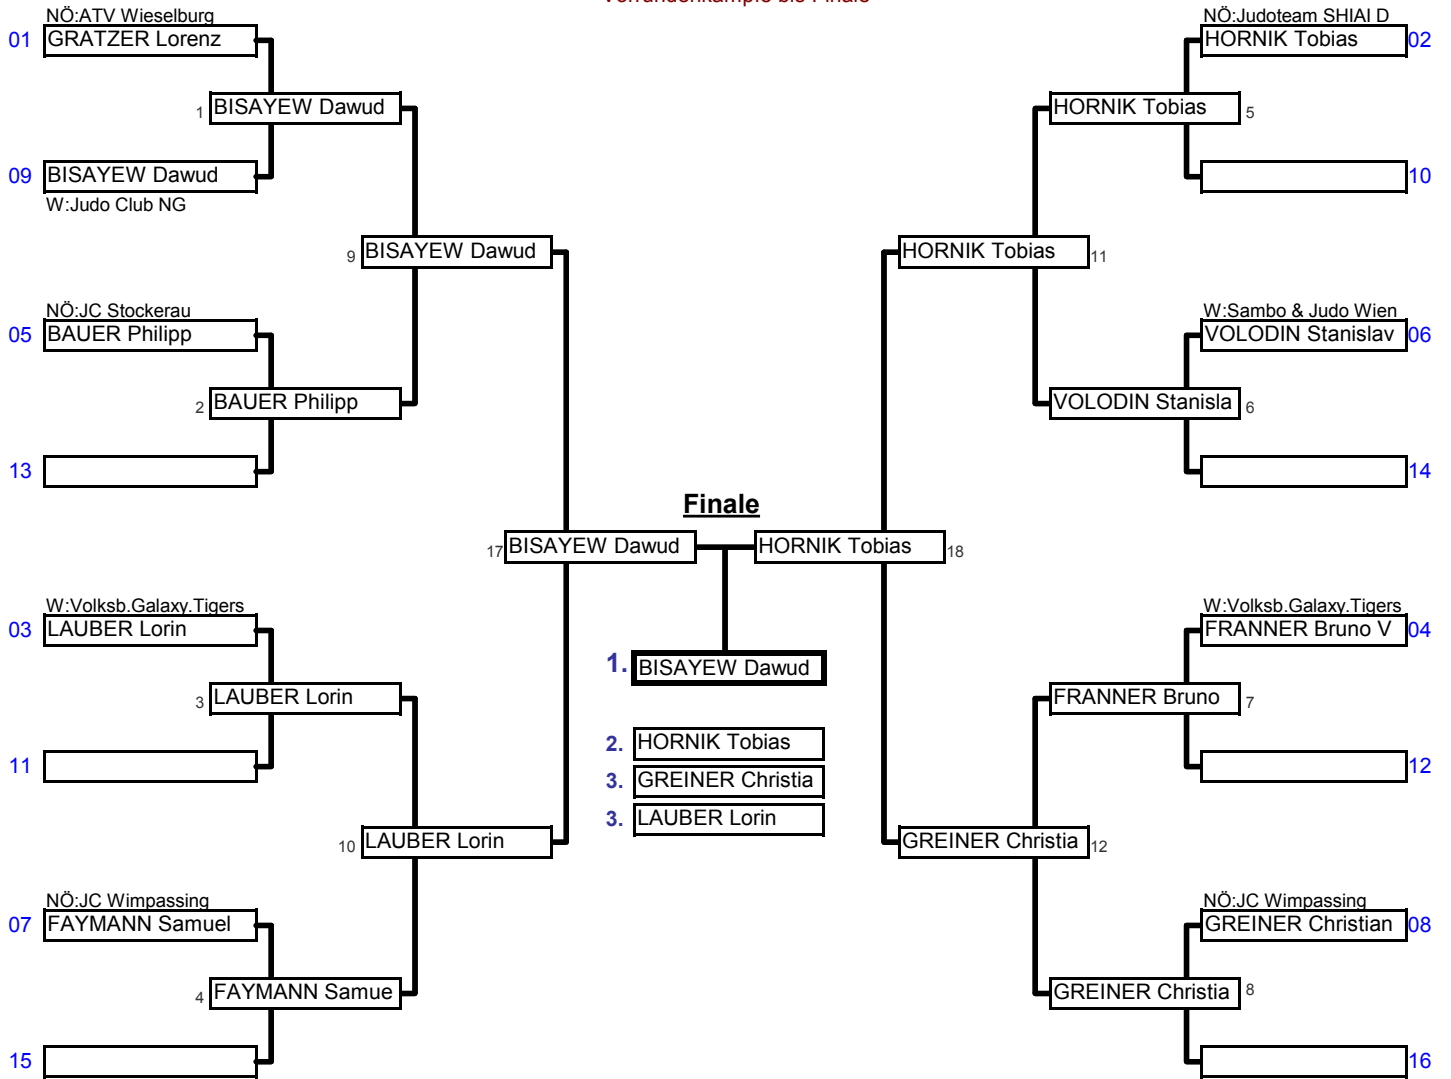 Vorrundenkämpfe bis Finale
NÖ:ATV Wieselburg
01 GRATZER Lorenz
1 BISAYEW Dawud
09 BISAYEW Dawud
W:Judo Club NG
9 BISAYEW Dawud
NÖ:JC Stockerau
05 BAUER Philipp
2 BAUER Philipp
13
17 BISAYEW Dawud
W:Volksb.Galaxy.Tigers
03 LAUBER Lorin
3 LAUBER Lorin
11
10 LAUBER Lorin
NÖ:JC Wimpassing
07 FAYMANN Samuel
4 FAYMANN Samue
15
Finale
1. BISAYEW Dawud
2. HORNIK Tobias
3. GREINER Christia
3. LAUBER Lorin
NÖ:Judoteam SHIAI D
HORNIK Tobias 02
HORNIK Tobias 5
10
HORNIK Tobias 11
W:Sambo & Judo Wien
VOLODIN Stanislav 06
VOLODIN Stanisla 6
14
HORNIK Tobias 18
W:Volksb.Galaxy.Tigers
FRANNER Bruno V 04
FRANNER Bruno 7
12
GREINER Christia 12
NÖ:JC Wimpassing
GREINER Christian 08
GREINER Christia 8
16